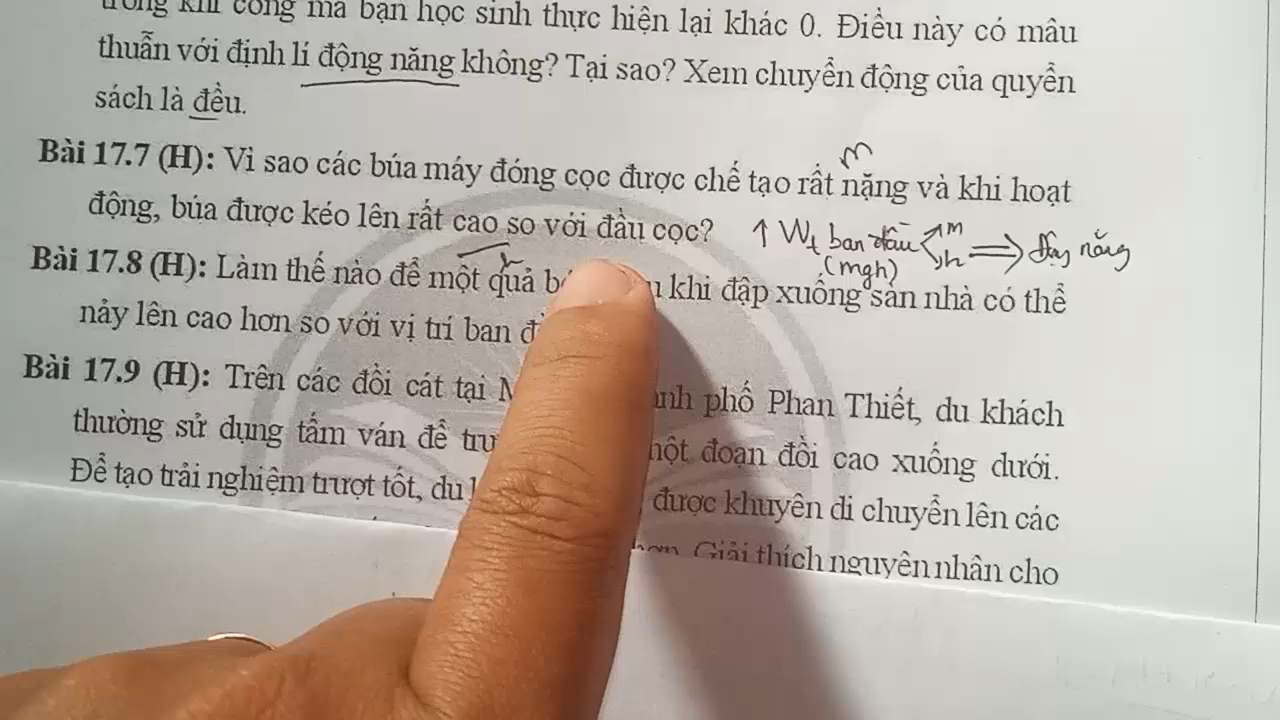 trong khi công mà bạn học sinh thực hiện lại khác 0. Điều này có mâu
thuẫn với định lí động năng không? Tại sao? Xem chuyển động của quyển
sách là đều.
m
Bài 17.7 (H): Vì sao các búa máy đóng cọc được chế tạo rất nặng và khi hoạt
động, búa được kéo lên rất cao so với đầu cọc? ↑ Wt ban đầu <↑m ↑h ⇒ động năng
(mgh)
h
Bài 17.8 (H): Làm thế nào để một quả khi đập xuống sàn nhà có thể
nảy lên cao hơn so với vị trí ban
Bài 17.9 (H): Trên các đồi cát tại phố Phan Thiết, du khách
thường sử dụng tấm ván để đoạn đồi cao xuống dưới.
Để tạo trải nghiệm trượt tốt, du được khuyên di chuyển lên các
Giải thích nguyên nhân cho